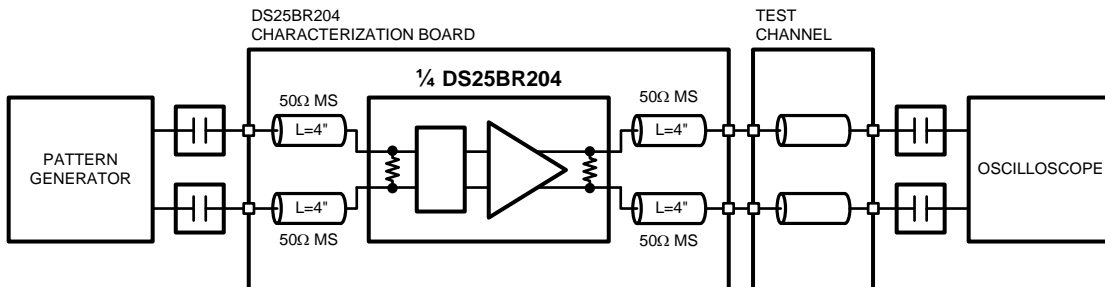 DS25BR204
CHARACTERIZATION BOARD
TEST
CHANNEL
¼ DS25BR204
50Ω MS
50Ω MS
L=4"
L=4"
PATTERN
GENERATOR
OSCILLOSCOPE
L=4"
L=4"
50Ω MS
50Ω MS